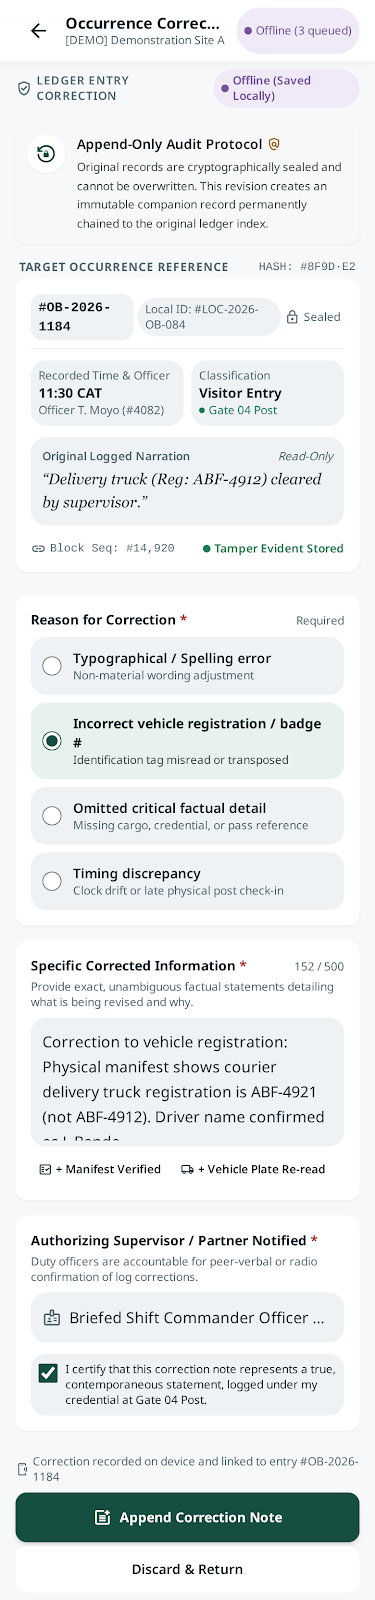 Occurrence Correc...
[DEMO] Demonstration Site A
Offline (3 queued)
LEDGER ENTRY
CORRECTION
Offline (Saved
Locally)
Append-Only Audit Protocol
Original records are cryptographically sealed and
cannot be overwritten. This revision creates an
immutable companion record permanently
chained to the original ledger index.
TARGET OCCURRENCE REFERENCE
HASH: #8F9D·E2
#OB-2026-
1184
Local ID: #LOC-2026-
OB-084
Sealed
Recorded Time & Officer
11:30 CAT
Officer T. Moyo (#4082)
Classification
Visitor Entry
Gate 04 Post
Original Logged Narration
Read-Only
“Delivery truck (Reg: ABF-4912) cleared
by supervisor.”
Block Seq: #14,920
Tamper Evident Stored
Reason for Correction *
Required
Typographical / Spelling error
Non-material wording adjustment
Incorrect vehicle registration / badge
#
Identification tag misread or transposed
Omitted critical factual detail
Missing cargo, credential, or pass reference
Timing discrepancy
Clock drift or late physical post check-in
Specific Corrected Information *
152 / 500
Provide exact, unambiguous factual statements detailing
what is being revised and why.
Correction to vehicle registration:
Physical manifest shows courier
delivery truck registration is ABF-4921
(not ABF-4912). Driver name confirmed
+ Manifest Verified
+ Vehicle Plate Re-read
Authorizing Supervisor / Partner Notified *
Duty officers are accountable for peer-verbal or radio
confirmation of log corrections.
Briefed Shift Commander Officer ...
I certify that this correction note represents a true,
contemporaneous statement, logged under my
credential at Gate 04 Post.
Correction recorded on device and linked to entry #OB-2026-
1184
Append Correction Note
Discard & Return